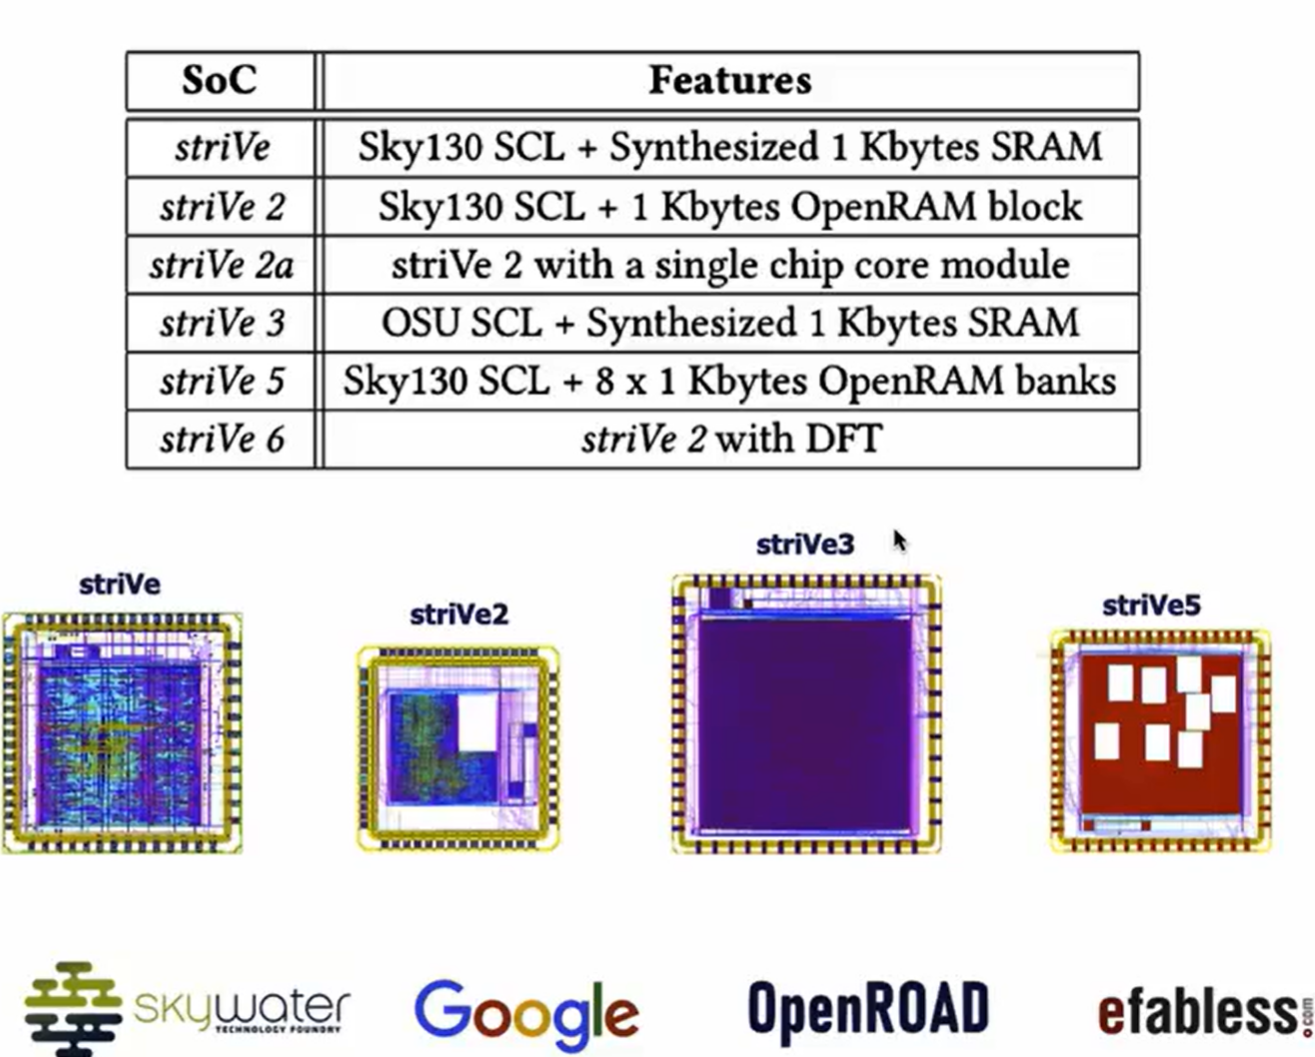 SoC Features
striVe Sky130 SCL + Synthesized 1 Kbytes SRAM
striVe 2 Sky130 SCL + 1 Kbytes OpenRAM block
striVe 2a striVe 2 with a single chip core module
striVe 3 OSU SCL + Synthesized 1 Kbytes SRAM
striVe 5 Sky130 SCL + 8 x 1 Kbytes OpenRAM banks
striVe 6 striVe 2 with DFT
striVe
striVe2
striVe3
striVe5
skywater
TECHNOLOGY FOUNDRY
Google
OpenROAD
efabless.com